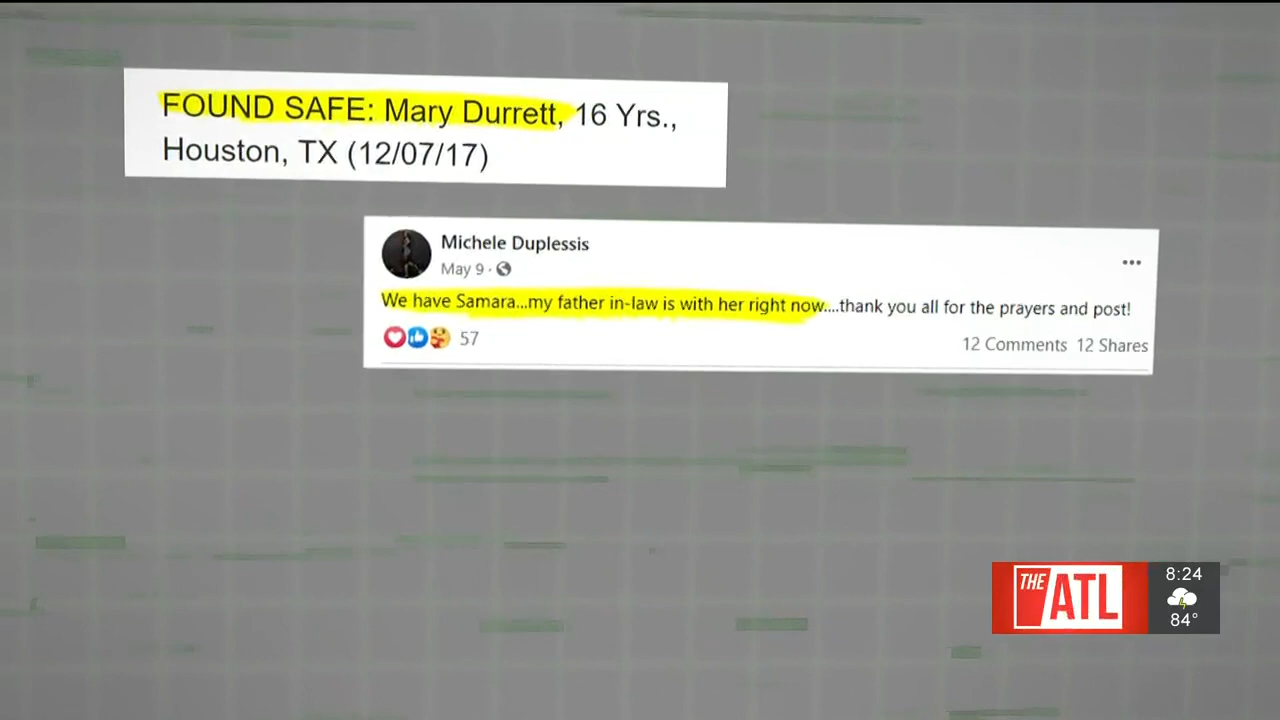 FOUND SAFE: Mary Durrett, 16 Yrs.,
Houston, TX (12/07/17)
Michele Duplessis
May 9 ·
We have Samara...my father in-law is with her right now....thank you all for the prayers and post!
57
12 Comments 12 Shares
THE ATL
8:24
84°